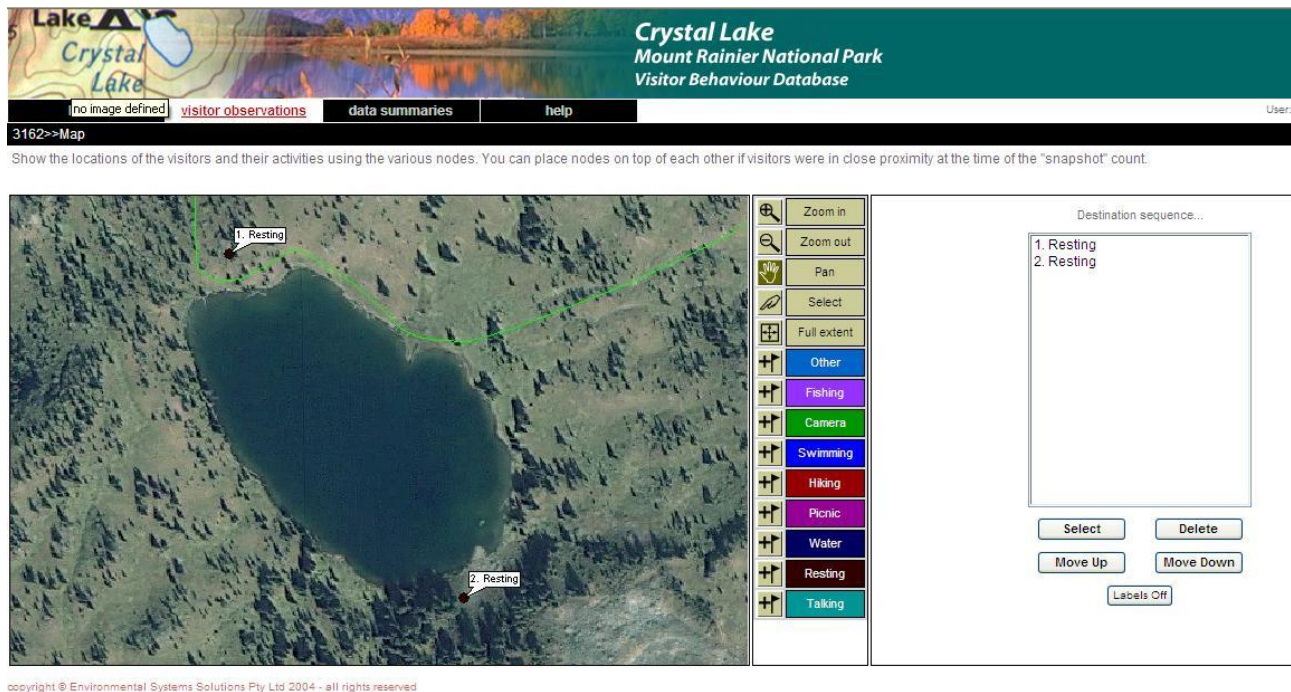 Lake
Crystal
Lake
Crystal Lake
Mount Rainier National Park
Visitor Behaviour Database
no image defined
visitor observations
data summaries
help
User:
3162>>Map
Show the locations of the visitors and their activities using the various nodes. You can place nodes on top of each other if visitors were in close proximity at the time of the "snapshot" count.
1. Resting
2. Resting
Zoom in
Zoom out
Pan
Select
Full extent
Other
Fishing
Camera
Swimming
Hiking
Picnic
Water
Resting
Talking
Destination sequence...
1. Resting
2. Resting
Select
Delete
Move Up
Move Down
Labels Off
copyright © Environmental Systems Solutions Pty Ltd 2004 - all rights reserved